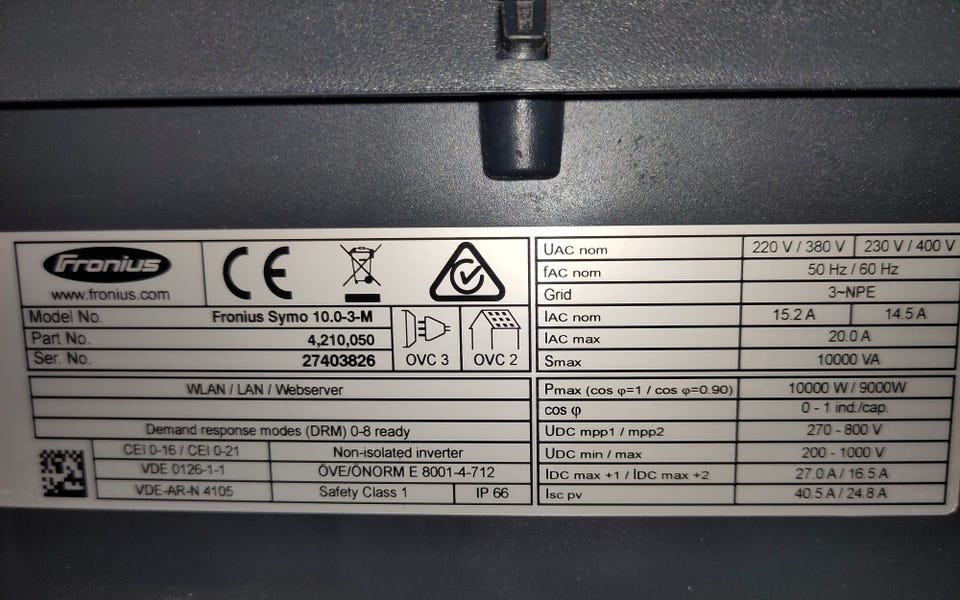 Fronius
www.fronius.com
CE
Model No. Fronius Symo 10.0-3-M
Part No. 4,210,050
Ser. No. 27403826
OVC 3 OVC 2
WLAN / LAN / Webserver
Demand response modes (DRM) 0-8 ready
CEI 0-16 / CEI 0-21 Non-isolated inverter
VDE 0126-1-1 ÖVE/ÖNORM E 8001-4-712
VDE-AR-N 4105 Safety Class 1 IP 66
UAC nom 220 V / 380 V 230 V / 400 V
fAC nom 50 Hz / 60 Hz
Grid 3~NPE
IAC nom 15.2 A 14.5 A
IAC max 20.0 A
Smax 10000 VA
Pmax (cos φ=1 / cos φ=0.90) 10000 W / 9000W
cos φ 0 - 1 ind./cap.
UDC mpp1 / mpp2 270 - 800 V
UDC min / max 200 - 1000 V
IDC max +1 / IDC max +2 27.0 A / 16.5 A
Isc pv 40.5 A / 24.8 A